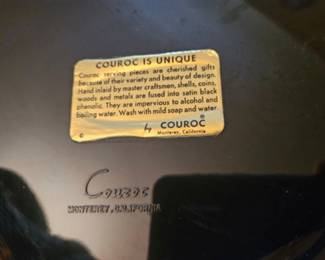 COUROC IS UNIQUE
Couroc serving pieces are cherished gifts
because of their variety and beauty of design.
Hand inlaid by master craftsmen, shells, coins,
woods and metals are fused into satin black
phenolic. They are impervious to alcohol and
boiling water. Wash with mild soap and water
by COUROC®
Monterey, California
©
Couroc
MONTEREY, CALIFORNIA